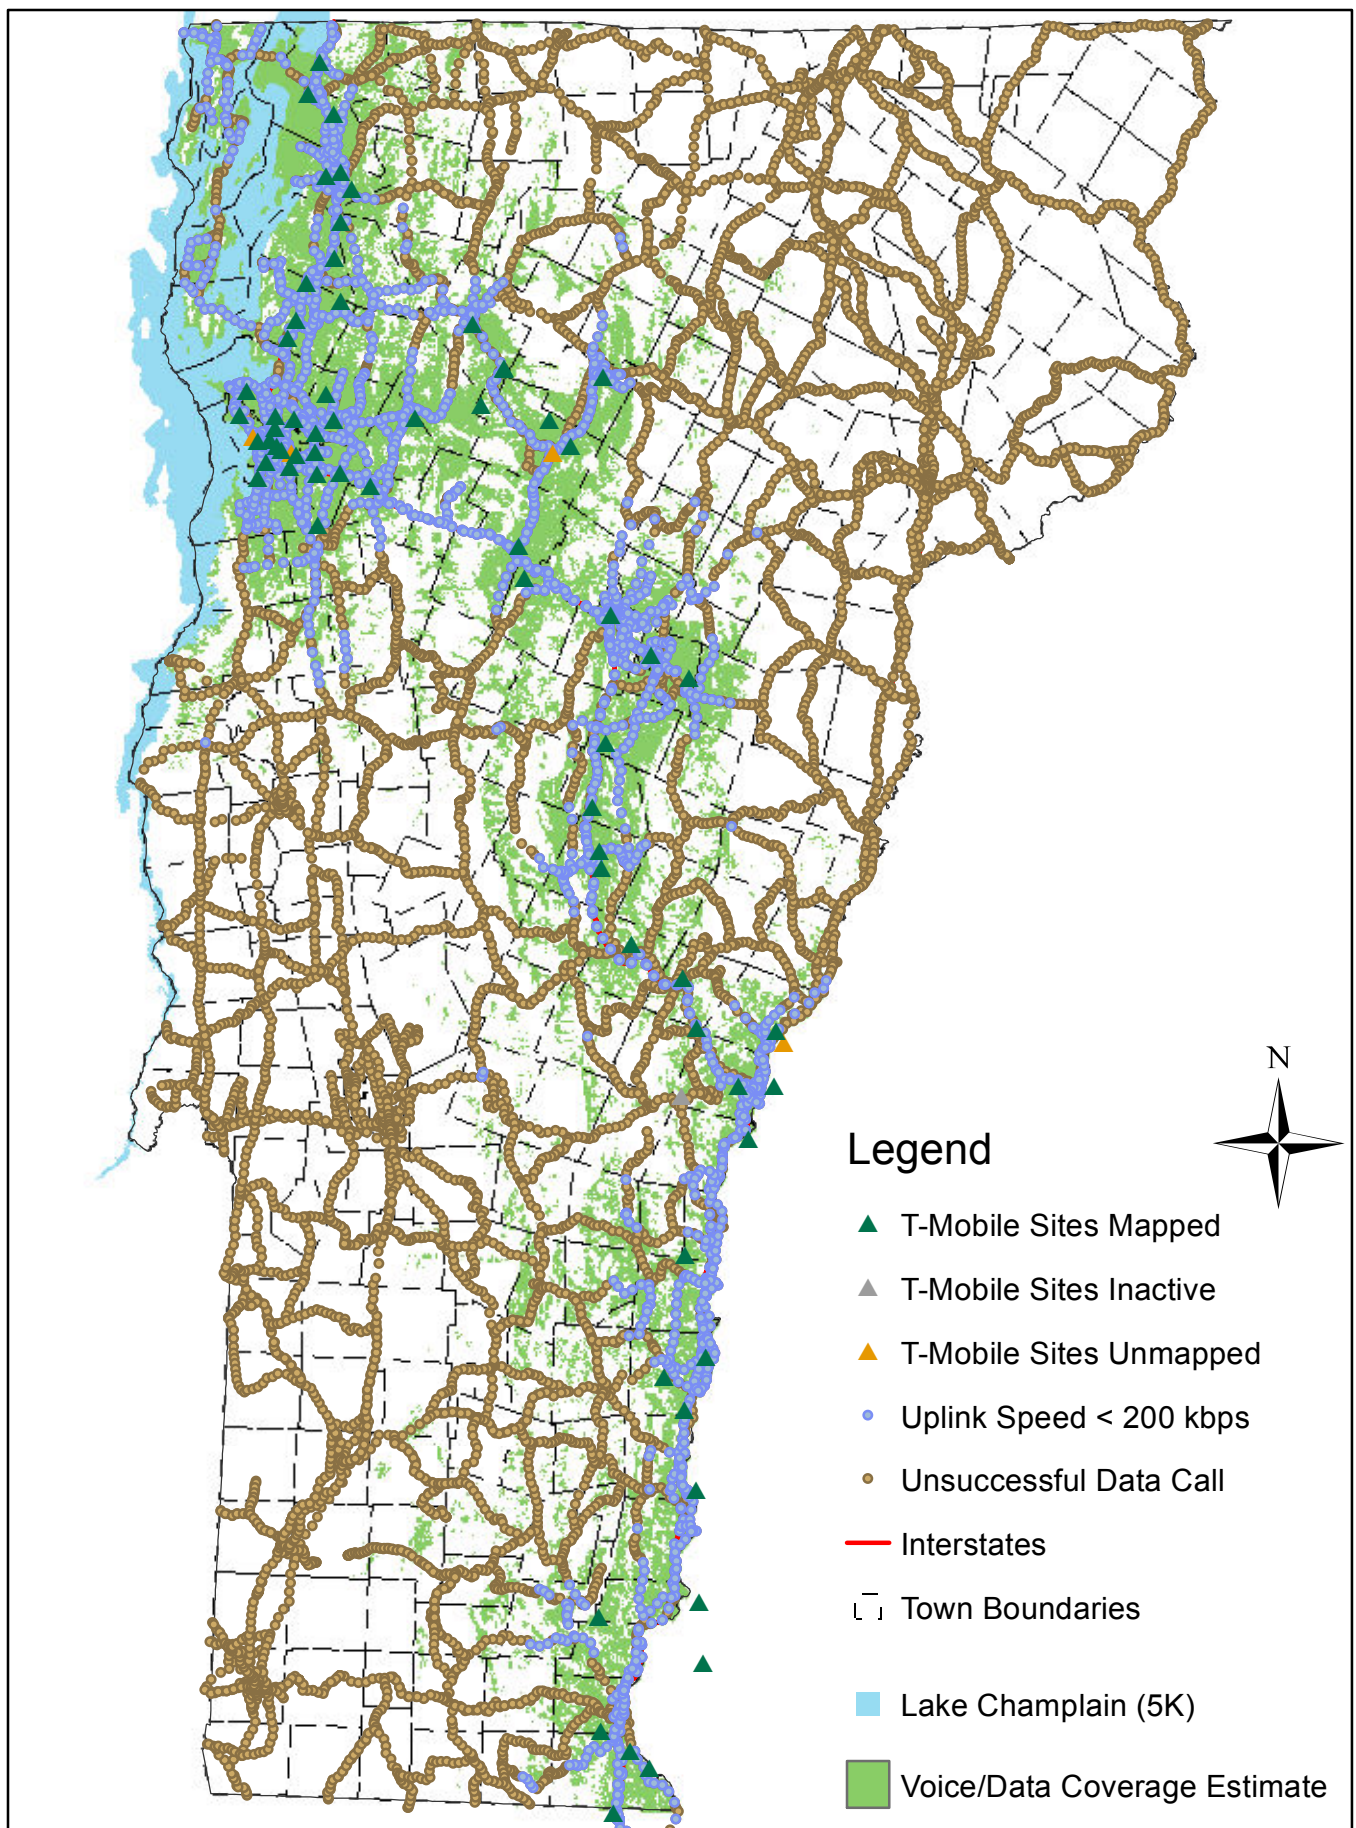 N
Legend
T-Mobile Sites Mapped
T-Mobile Sites Inactive
T-Mobile Sites Unmapped
Uplink Speed < 200 kbps
Unsuccessful Data Call
Interstates
Town Boundaries
Lake Champlain (5K)
Voice/Data Coverage Estimate